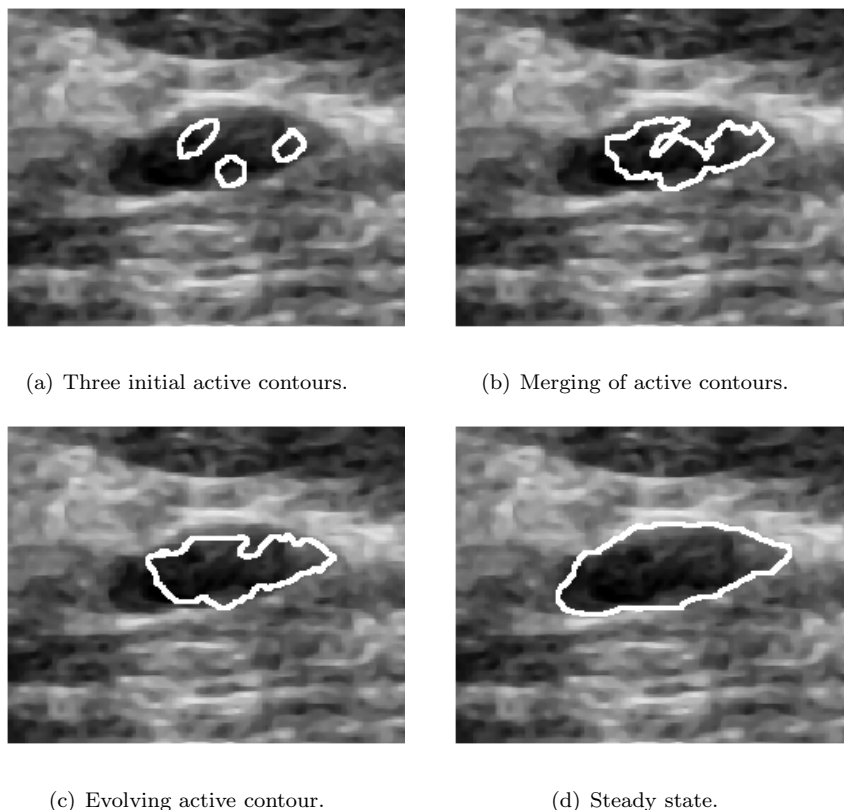 (a) Three initial active contours.
(b) Merging of active contours.
(c) Evolving active contour.
(d) Steady state.